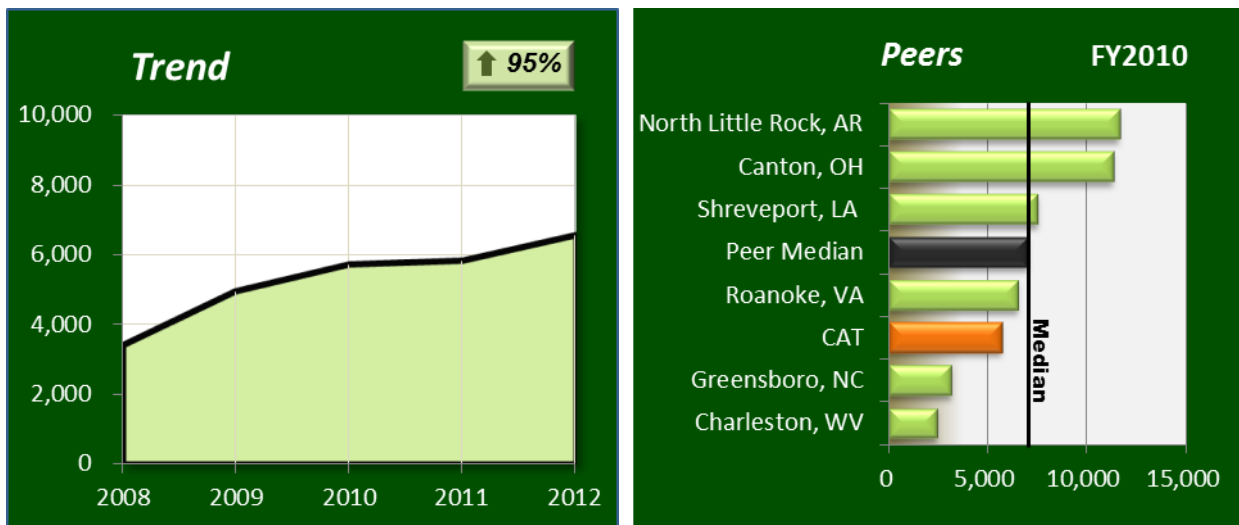 Trend
95%
10,000
8,000
6,000
4,000
2,000
0
2008 2009 2010 2011 2012
Peers FY2010
North Little Rock, AR
Canton, OH
Shreveport, LA
Peer Median
Roanoke, VA
CAT
Greensboro, NC
Charleston, WV
Median
0 5,000 10,000 15,000